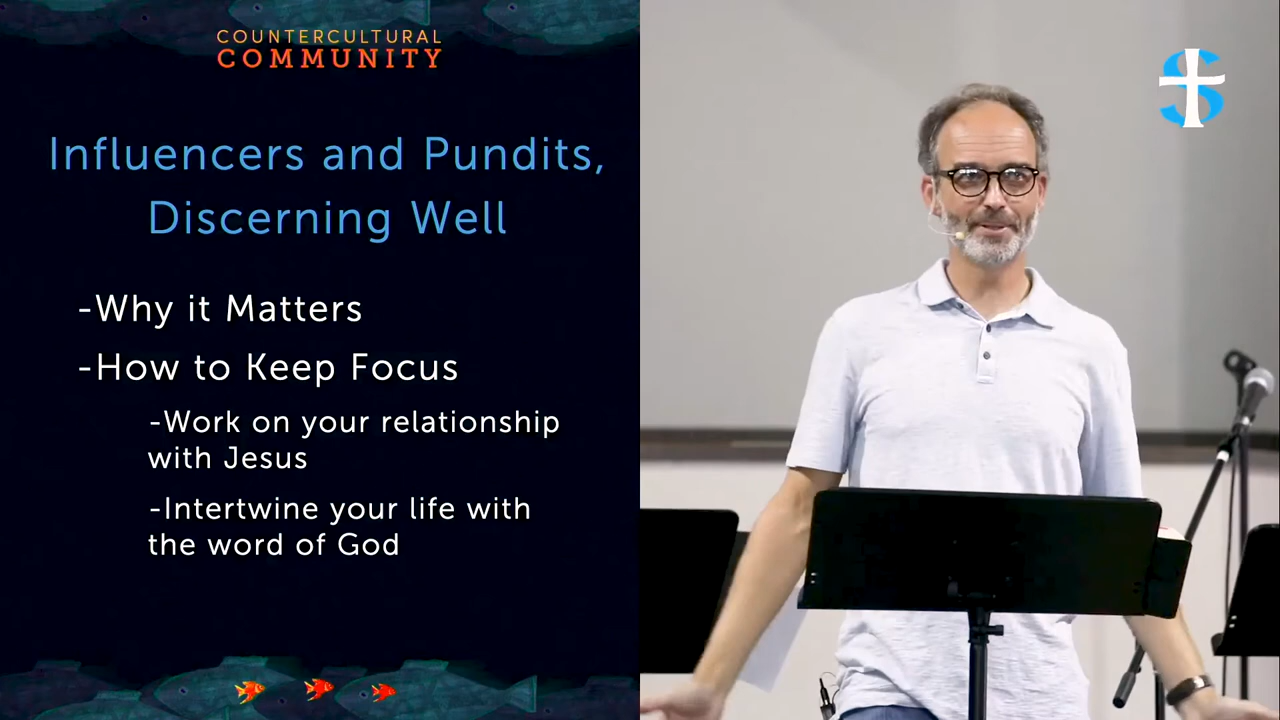 COUNTERCULTURAL
COMMUNITY
Influencers and Pundits,
Discerning Well
-Why it Matters
-How to Keep Focus
-Work on your relationship
with Jesus
-Intertwine your life with
the word of God